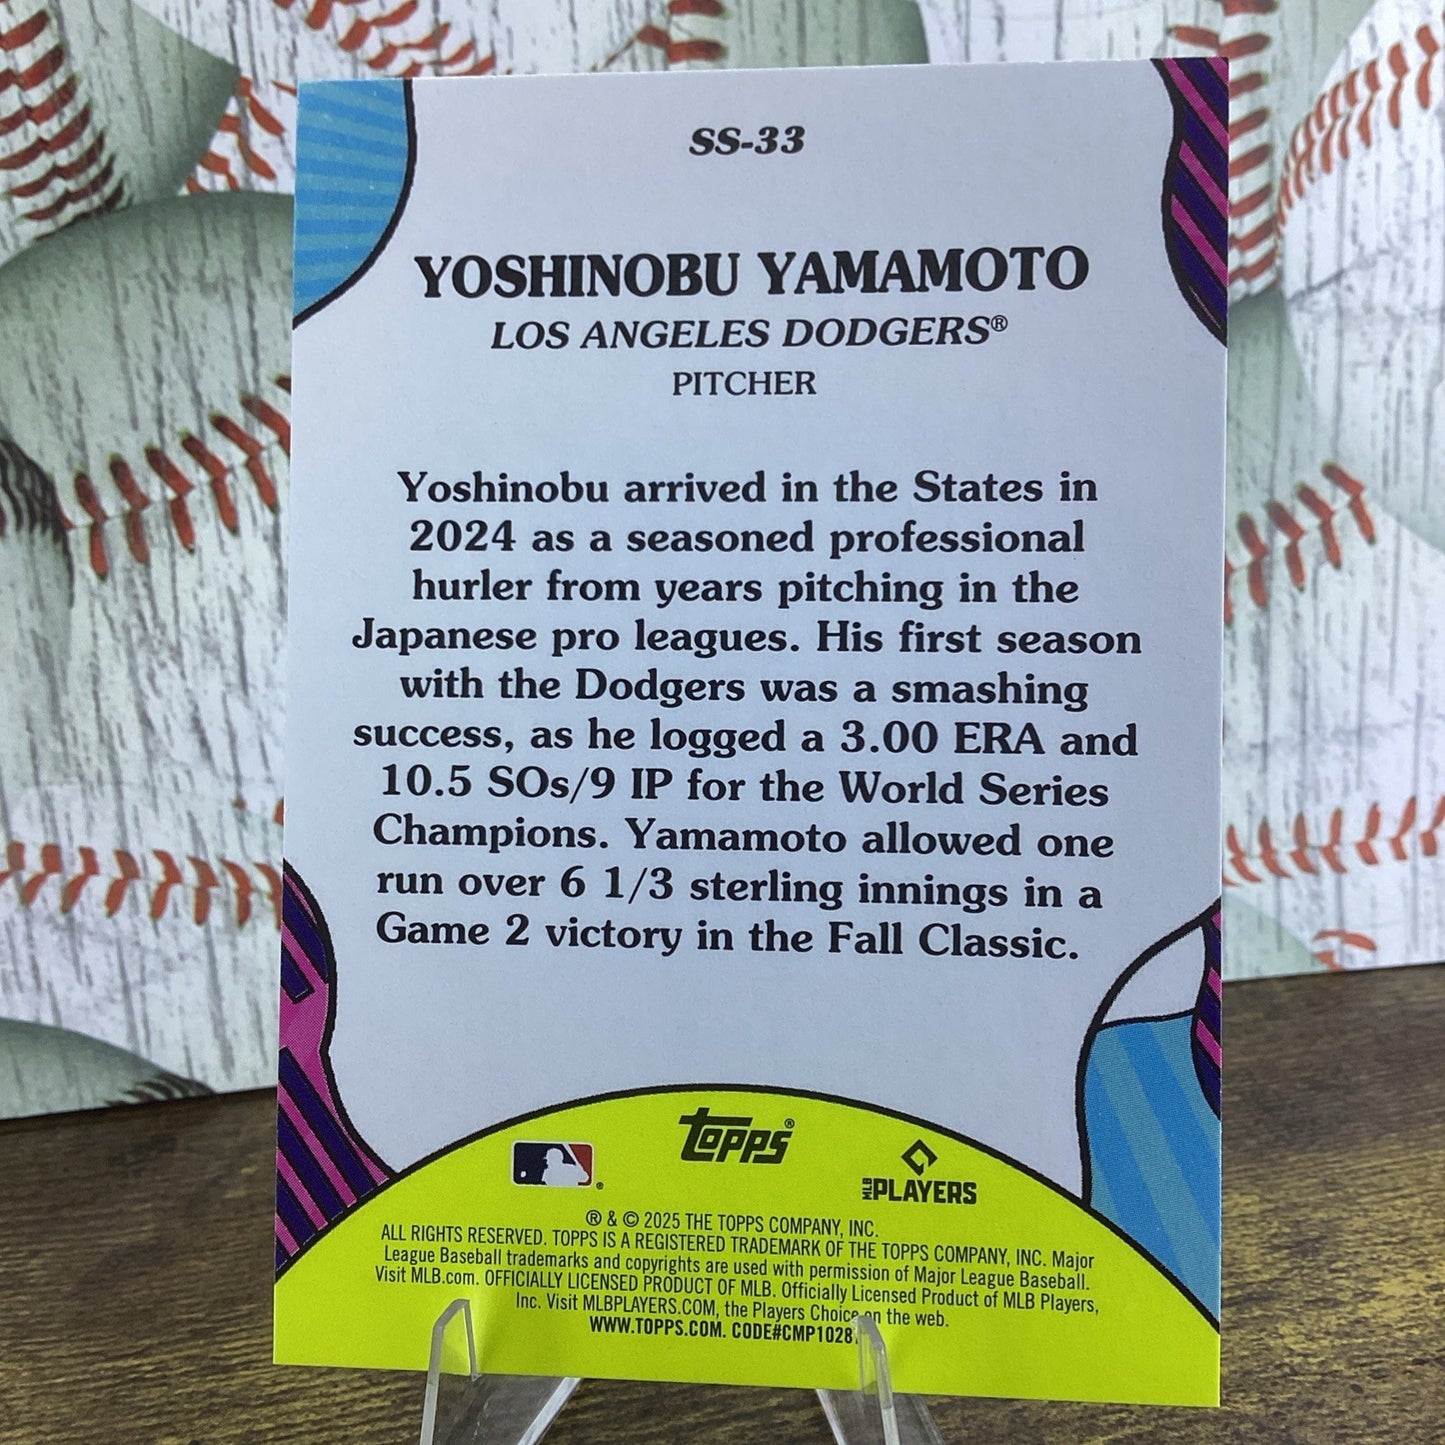 SS-33
YOSHINOBU YAMAMOTO
LOS ANGELES DODGERS®
PITCHER
Yoshinobu arrived in the States in
2024 as a seasoned professional
hurler from years pitching in the
Japanese pro leagues. His first season
with the Dodgers was a smashing
success, as he logged a 3.00 ERA and
10.5 SOs/9 IP for the World Series
Champions. Yamamoto allowed one
run over 6 1/3 sterling innings in a
Game 2 victory in the Fall Classic.
topps®
MLB PLAYERS
® & © 2025 THE TOPPS COMPANY, INC.
ALL RIGHTS RESERVED. TOPPS IS A REGISTERED TRADEMARK OF THE TOPPS COMPANY, INC. Major
League Baseball trademarks and copyrights are used with permission of Major League Baseball.
Visit MLB.com. OFFICIALLY LICENSED PRODUCT OF MLB. Officially Licensed Product of MLB Players,
Inc. Visit MLBPLAYERS.COM, the Players Choice on the web.
WWW.TOPPS.COM. CODE#CMP1028